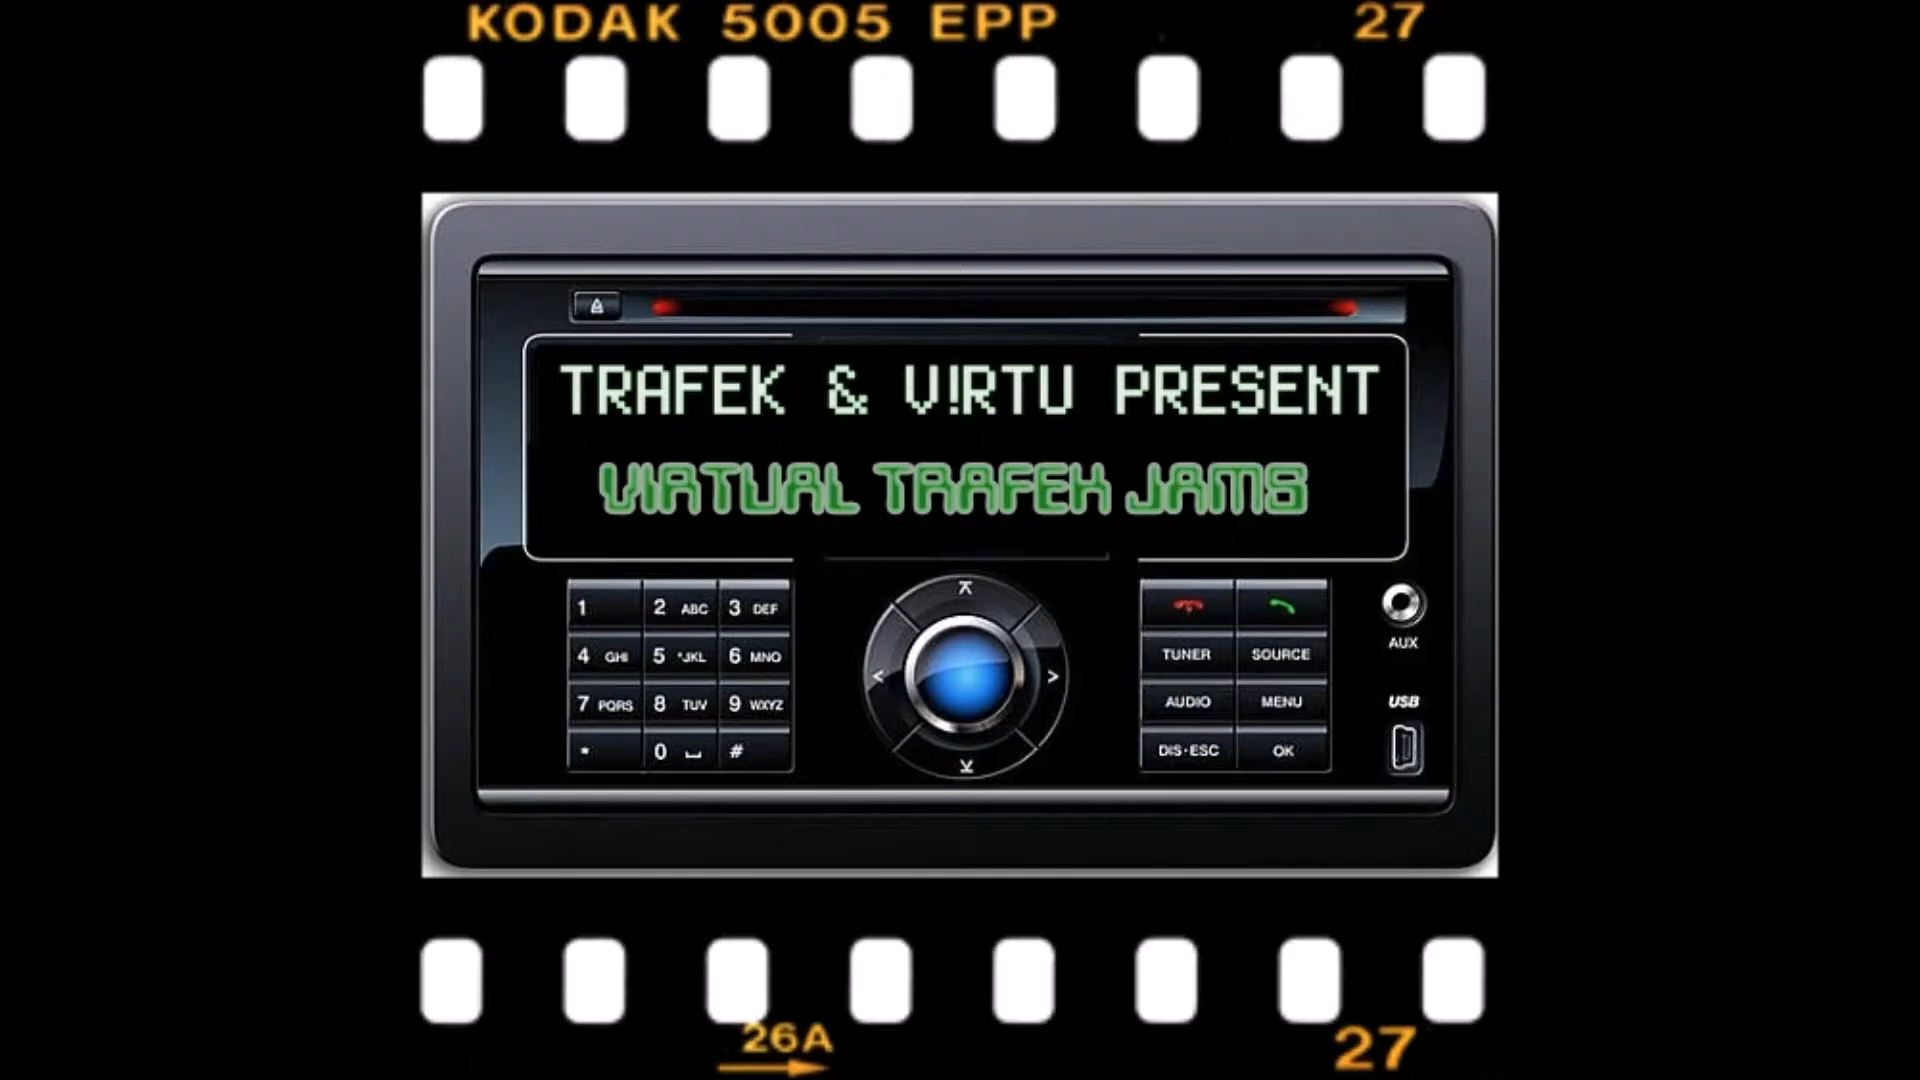 KODAK 5005 EPP 27
TRAFEK & V!RTU PRESENT
VIRTUAL TRAFEK JAMS
1 2 ABC 3 DEF
4 GHI 5 *JKL 6 MNO
7 PQRS 8 TUV 9 WXYZ
* 0 #
TUNER SOURCE
AUDIO MENU
DIS·ESC OK
AUX
USB
26A 27